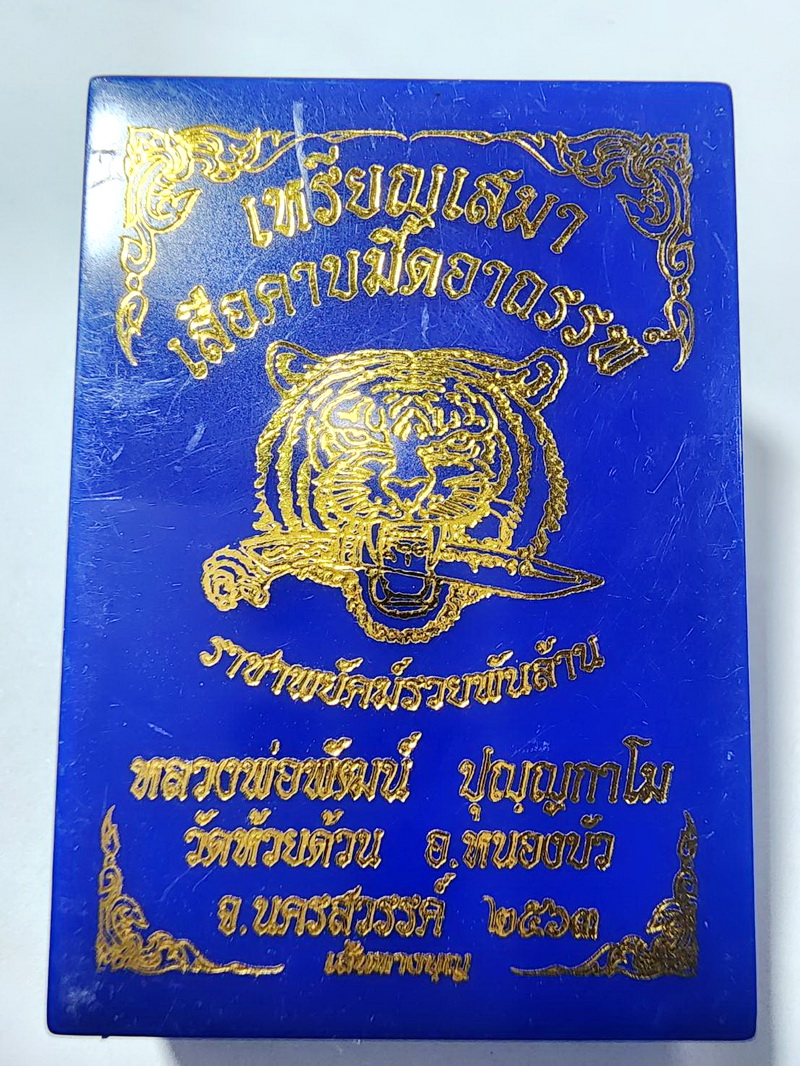 เหรียญเสมา
เสือคาบมีดอาถรรพ์
ราชาพยัคฆ์รวยพันล้าน
หลวงพ่อพัฒน์ ปุญญกาโม
วัดห้วยด้วน อ.หนองบัว
จ.นครสวรรค์ ๒๕๖๓
เส้นทางบุญ